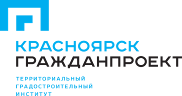 КРАСНОЯРСК
ГРАЖДАНПРОЕКТ
ТЕРРИТОРИАЛЬНЫЙ
ГРАДОСТРОИТЕЛЬНЫЙ
ИНСТИТУТ